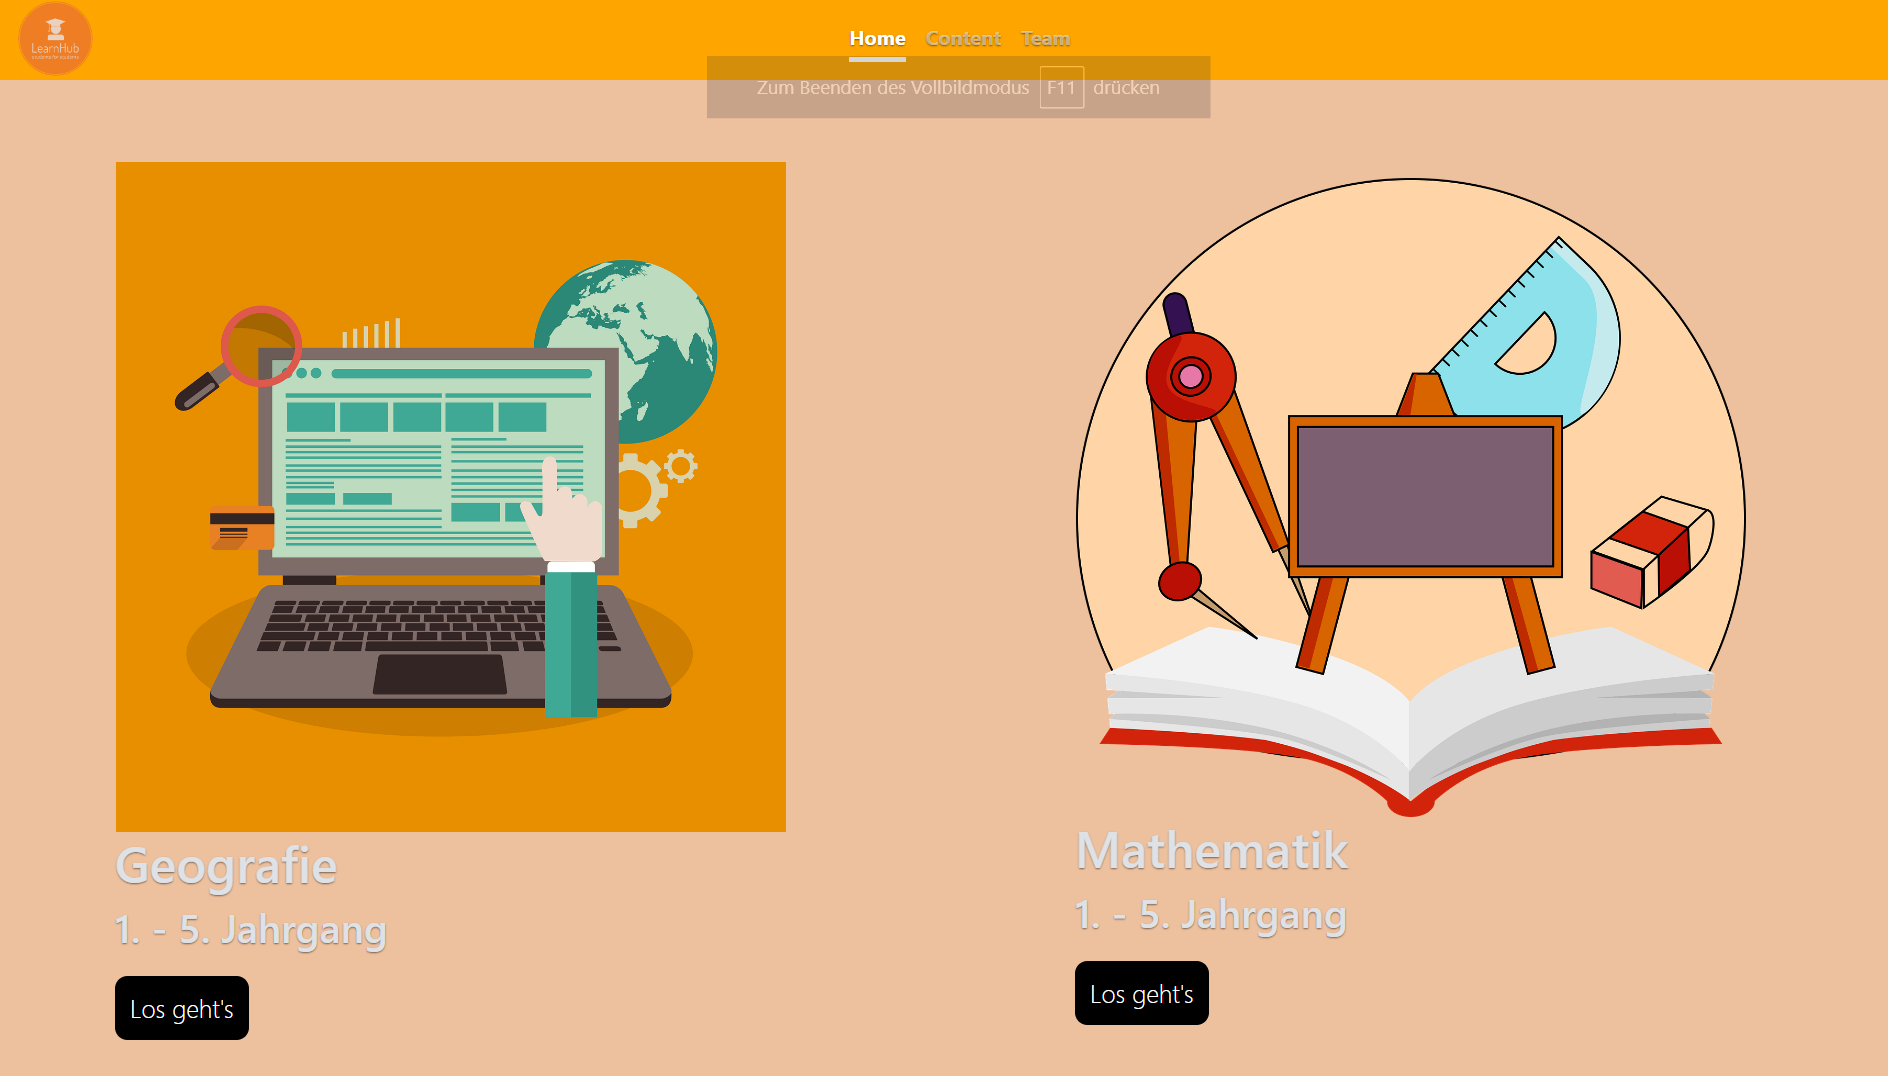 LearnHub
Home Content Team
Zum Beenden des Vollbildmodus F11 drücken
Geografie
1. - 5. Jahrgang
Los geht's
Mathematik
1. - 5. Jahrgang
Los geht's